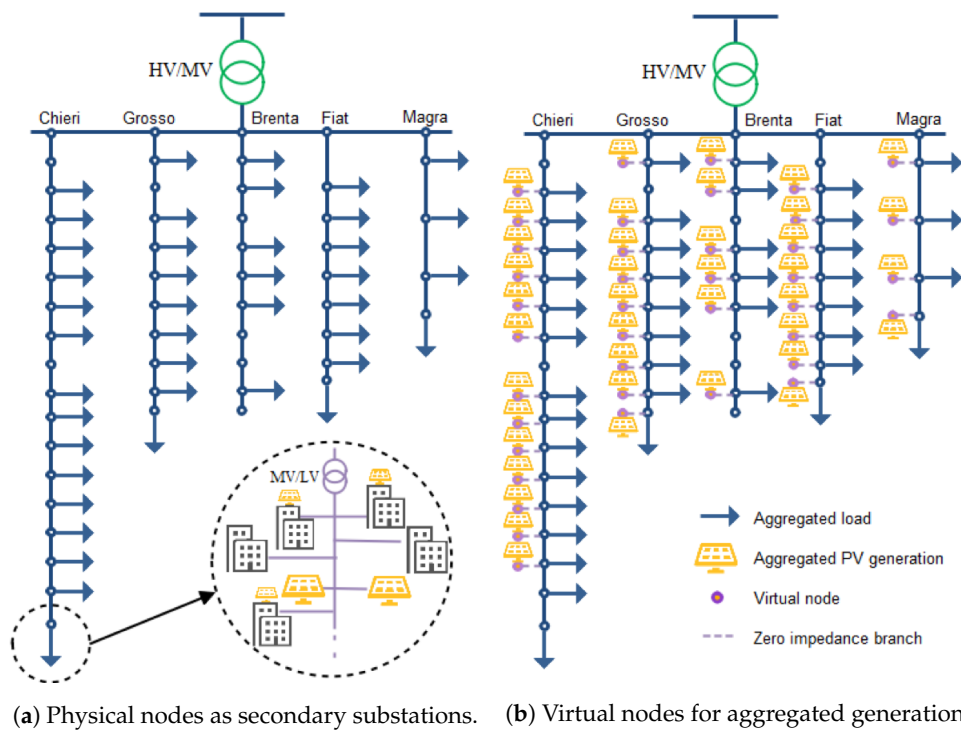 HV/MV
Chieri Grosso Brenta Fiat Magra
MV/LV
(a) Physical nodes as secondary substations.
HV/MV
Chieri Grosso Brenta Fiat Magra
Aggregated load
Aggregated PV generation
Virtual node
Zero impedance branch
(b) Virtual nodes for aggregated generation